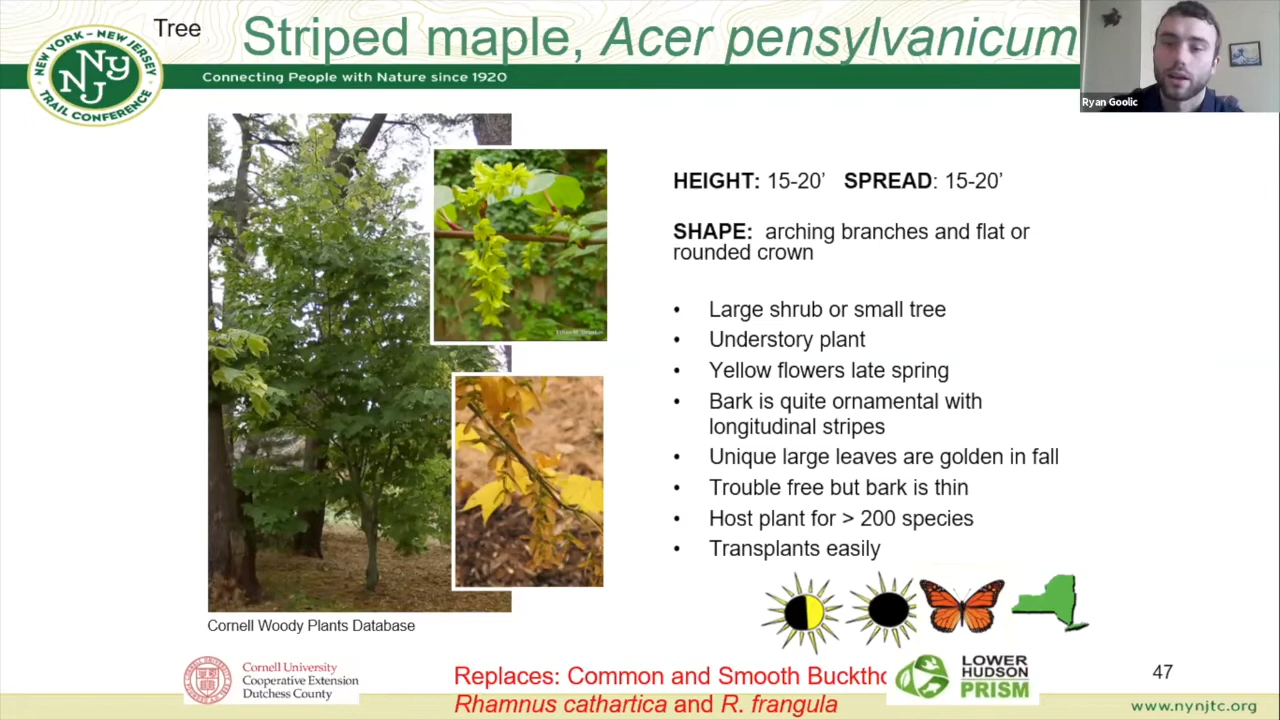 Tree
Striped maple, Acer pensylvanicum
NEW YORK – NEW JERSEY
NY
NJ
TRAIL CONFERENCE
Connecting People with Nature since 1920
Ryan Goolic
HEIGHT: 15-20’ SPREAD: 15-20’
SHAPE: arching branches and flat or
rounded crown
• Large shrub or small tree
• Understory plant
• Yellow flowers late spring
• Bark is quite ornamental with
longitudinal stripes
• Unique large leaves are golden in fall
• Trouble free but bark is thin
• Host plant for > 200 species
• Transplants easily
Cornell Woody Plants Database
Cornell University
Cooperative Extension
Dutchess County
Replaces: Common and Smooth Bucktho
Rhamnus cathartica and R. frangula
LOWER
HUDSON
PRISM
47
www.nynjtc.org